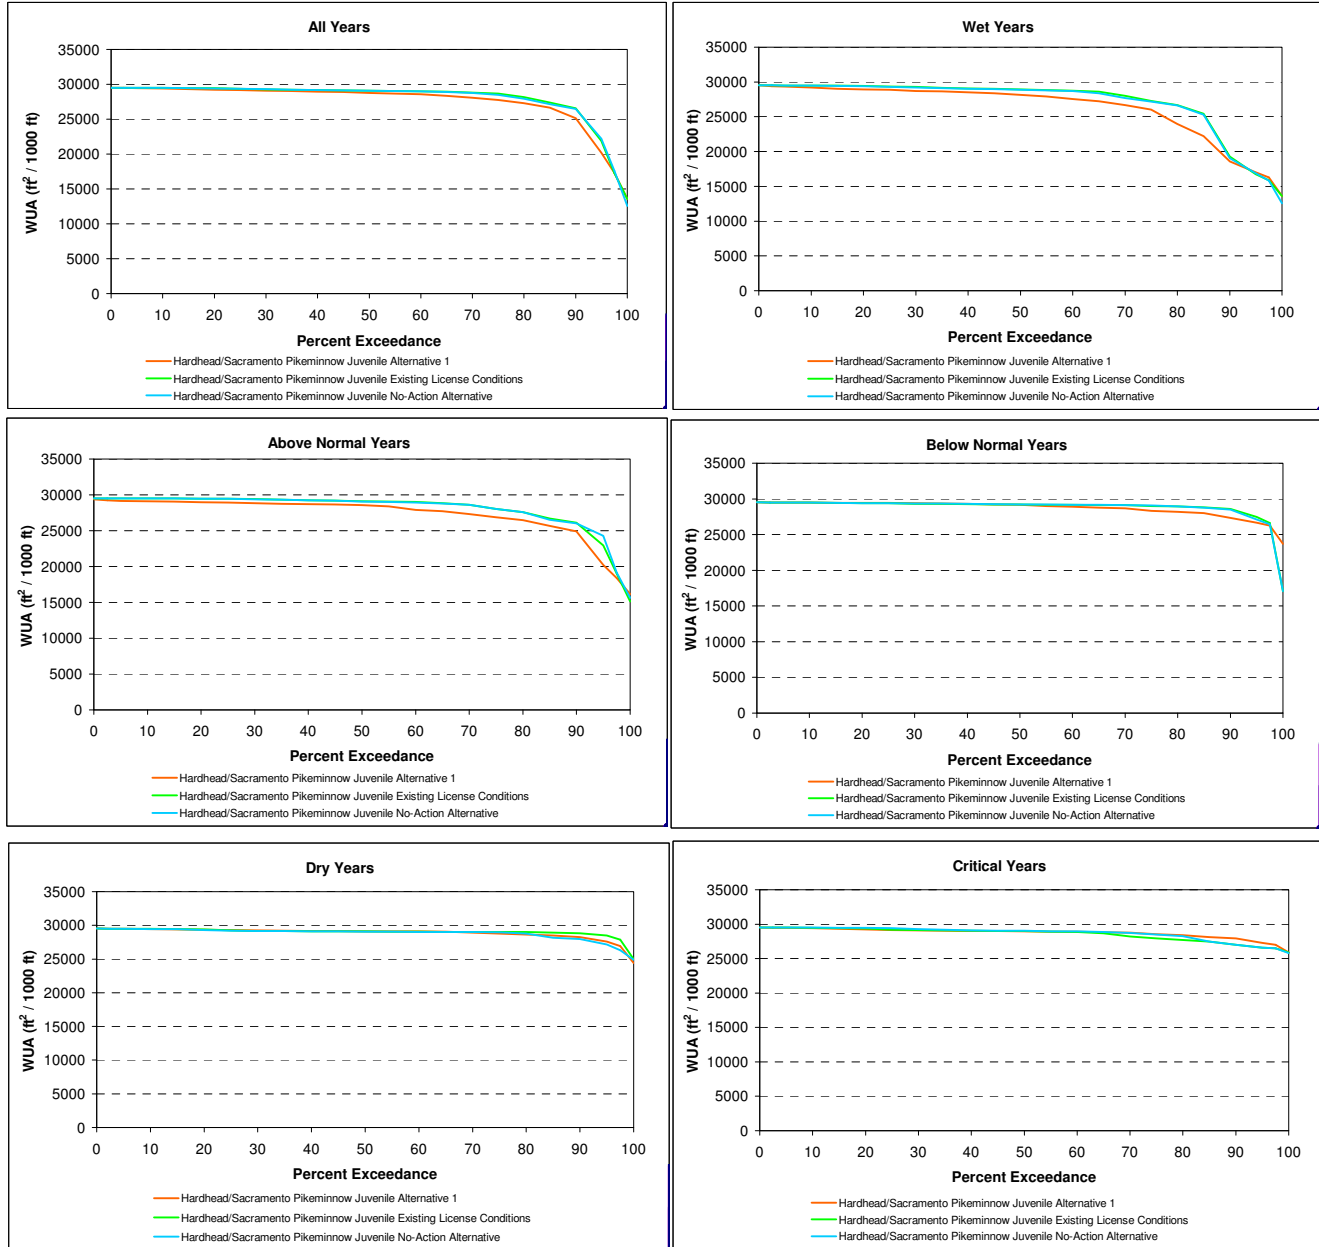 All Years
35000
30000
25000
20000
15000
10000
5000
0
WUA (ft² / 1000 ft)
0 10 20 30 40 50 60 70 80 90 100
Percent Exceedance
Hardhead/Sacramento Pikeminnow Juvenile Alternative 1
Hardhead/Sacramento Pikeminnow Juvenile Existing License Conditions
Hardhead/Sacramento Pikeminnow Juvenile No-Action Alternative
Wet Years
35000
30000
25000
20000
15000
10000
5000
0
WUA (ft² / 1000 ft)
0 10 20 30 40 50 60 70 80 90 100
Percent Exceedance
Hardhead/Sacramento Pikeminnow Juvenile Alternative 1
Hardhead/Sacramento Pikeminnow Juvenile Existing License Conditions
Hardhead/Sacramento Pikeminnow Juvenile No-Action Alternative
Above Normal Years
35000
30000
25000
20000
15000
10000
5000
0
WUA (ft² / 1000 ft)
0 10 20 30 40 50 60 70 80 90 100
Percent Exceedance
Hardhead/Sacramento Pikeminnow Juvenile Alternative 1
Hardhead/Sacramento Pikeminnow Juvenile Existing License Conditions
Hardhead/Sacramento Pikeminnow Juvenile No-Action Alternative
Below Normal Years
35000
30000
25000
20000
15000
10000
5000
0
WUA (ft² / 1000 ft)
0 10 20 30 40 50 60 70 80 90 100
Percent Exceedance
Hardhead/Sacramento Pikeminnow Juvenile Alternative 1
Hardhead/Sacramento Pikeminnow Juvenile Existing License Conditions
Hardhead/Sacramento Pikeminnow Juvenile No-Action Alternative
Dry Years
35000
30000
25000
20000
15000
10000
5000
0
WUA (ft² / 1000 ft)
0 10 20 30 40 50 60 70 80 90 100
Percent Exceedance
Hardhead/Sacramento Pikeminnow Juvenile Alternative 1
Hardhead/Sacramento Pikeminnow Juvenile Existing License Conditions
Hardhead/Sacramento Pikeminnow Juvenile No-Action Alternative
Critical Years
35000
30000
25000
20000
15000
10000
5000
0
WUA (ft² / 1000 ft)
0 10 20 30 40 50 60 70 80 90 100
Percent Exceedance
Hardhead/Sacramento Pikeminnow Juvenile Alternative 1
Hardhead/Sacramento Pikeminnow Juvenile Existing License Conditions
Hardhead/Sacramento Pikeminnow Juvenile No-Action Alternative